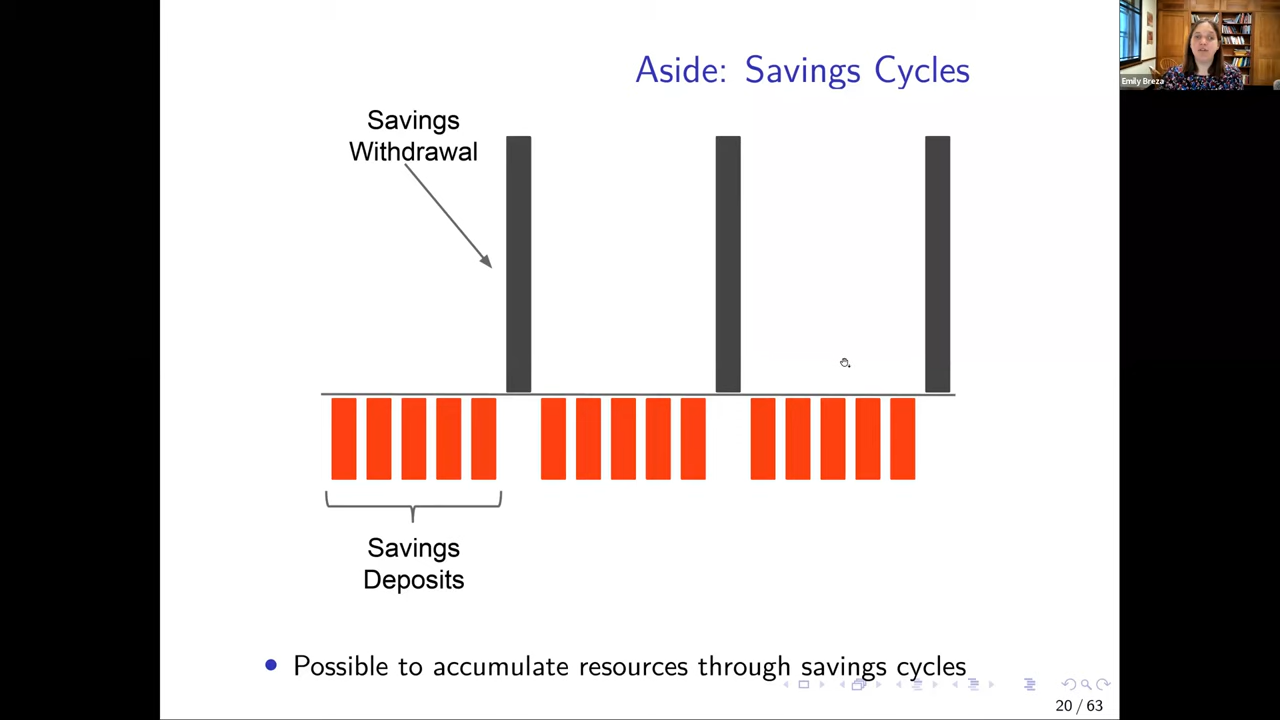 Aside: Savings Cycles
Emily Breza
Savings
Withdrawal
Savings
Deposits
• Possible to accumulate resources through savings cycles
20 / 63